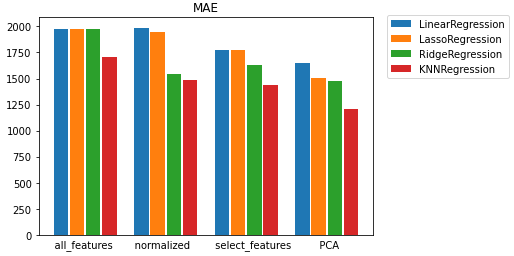 MAE
2000
1750
1500
1250
1000
750
500
250
0
all_features normalized select_features PCA
LinearRegression
LassoRegression
RidgeRegression
KNNRegression